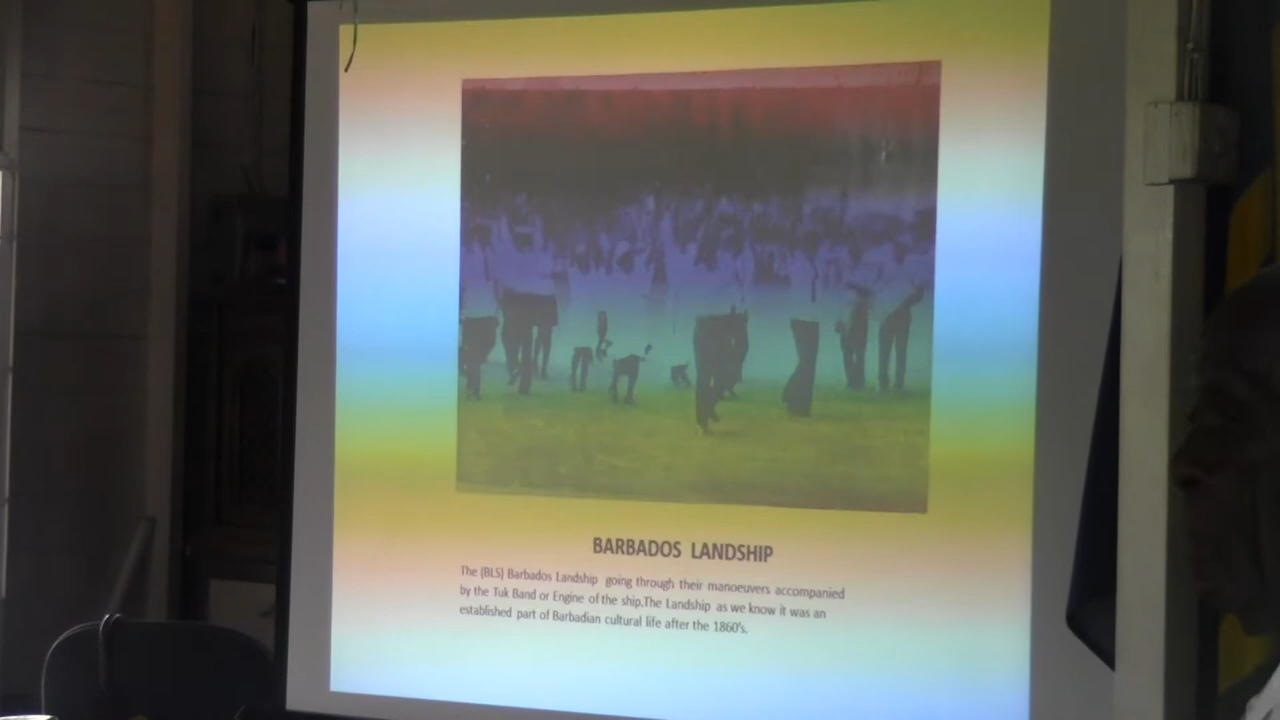 BARBADOS LANDSHIP
The (BLS) Barbados Landship going through their manoeuvers accompanied
by the Tuk Band or Engine of the ship.The Landship as we know it was an
established part of Barbadian cultural life after the 1860's.